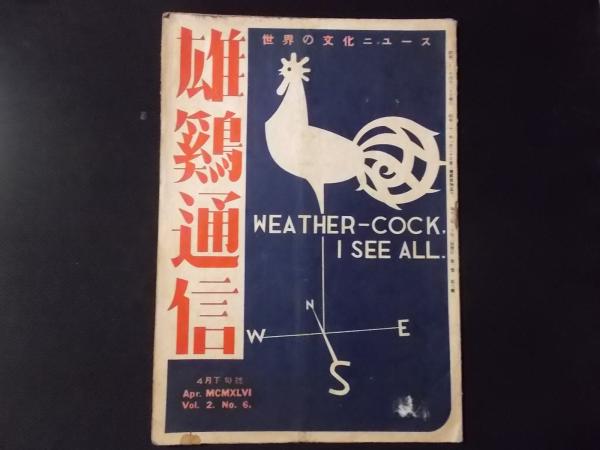 世界の文化ニュース
雄鷄通信
WEATHER-COCK.
I SEE ALL.
N
W
E
S
4月下旬號
Apr. MCMXLVI
Vol. 2. No. 6.